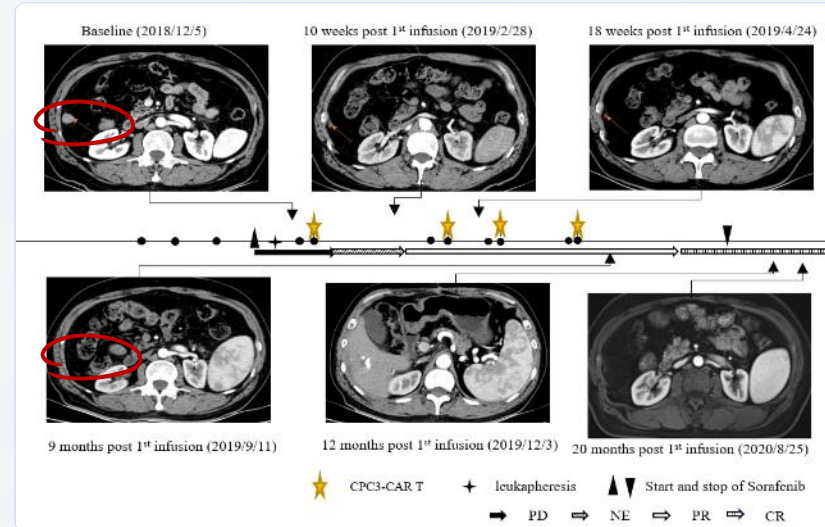 Baseline (2018/12/5)
10 weeks post 1st infusion (2019/2/28)
18 weeks post 1st infusion (2019/4/24)
9 months post 1st infusion (2019/9/11)
12 months post 1st infusion (2019/12/3)
20 months post 1st infusion (2020/8/25)
CPC3-CAR T
leukapheresis
Start and stop of Sorafenib
PD
NE
PR
CR